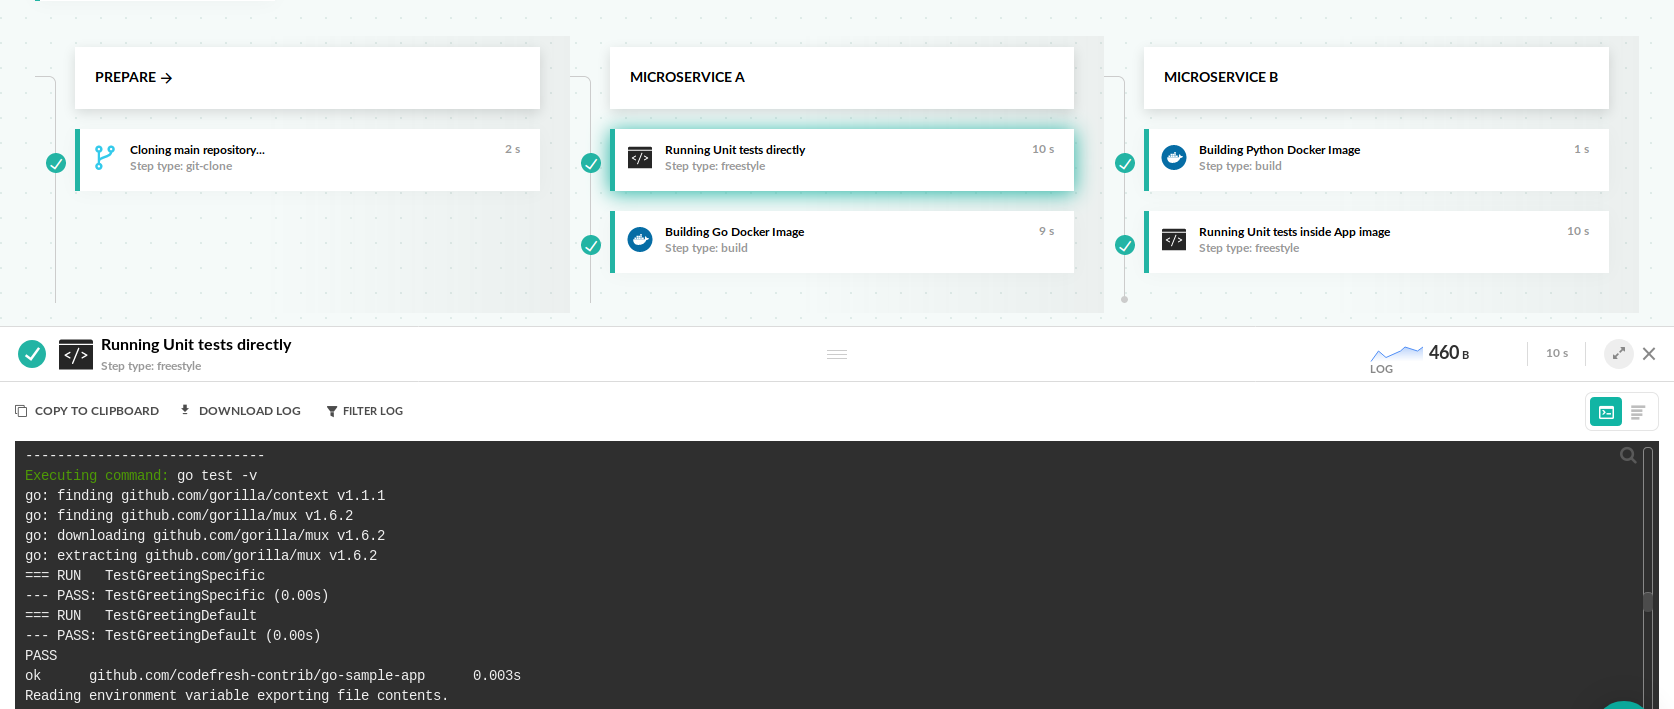 PREPARE →
Cloning main repository...
2 s
Step type: git-clone
MICROSERVICE A
Running Unit tests directly
10 s
Step type: freestyle
Building Go Docker Image
9 s
Step type: build
MICROSERVICE B
Building Python Docker Image
1 s
Step type: build
Running Unit tests inside App image
10 s
Step type: freestyle
Running Unit tests directly
Step type: freestyle
460 B
LOG
10 s
COPY TO CLIPBOARD
DOWNLOAD LOG
FILTER LOG
------------------------------
Executing command: go test -v
go: finding github.com/gorilla/context v1.1.1
go: finding github.com/gorilla/mux v1.6.2
go: downloading github.com/gorilla/mux v1.6.2
go: extracting github.com/gorilla/mux v1.6.2
=== RUN   TestGreetingSpecific
--- PASS: TestGreetingSpecific (0.00s)
=== RUN   TestGreetingDefault
--- PASS: TestGreetingDefault (0.00s)
PASS
ok      github.com/codefresh-contrib/go-sample-app      0.003s
Reading environment variable exporting file contents.